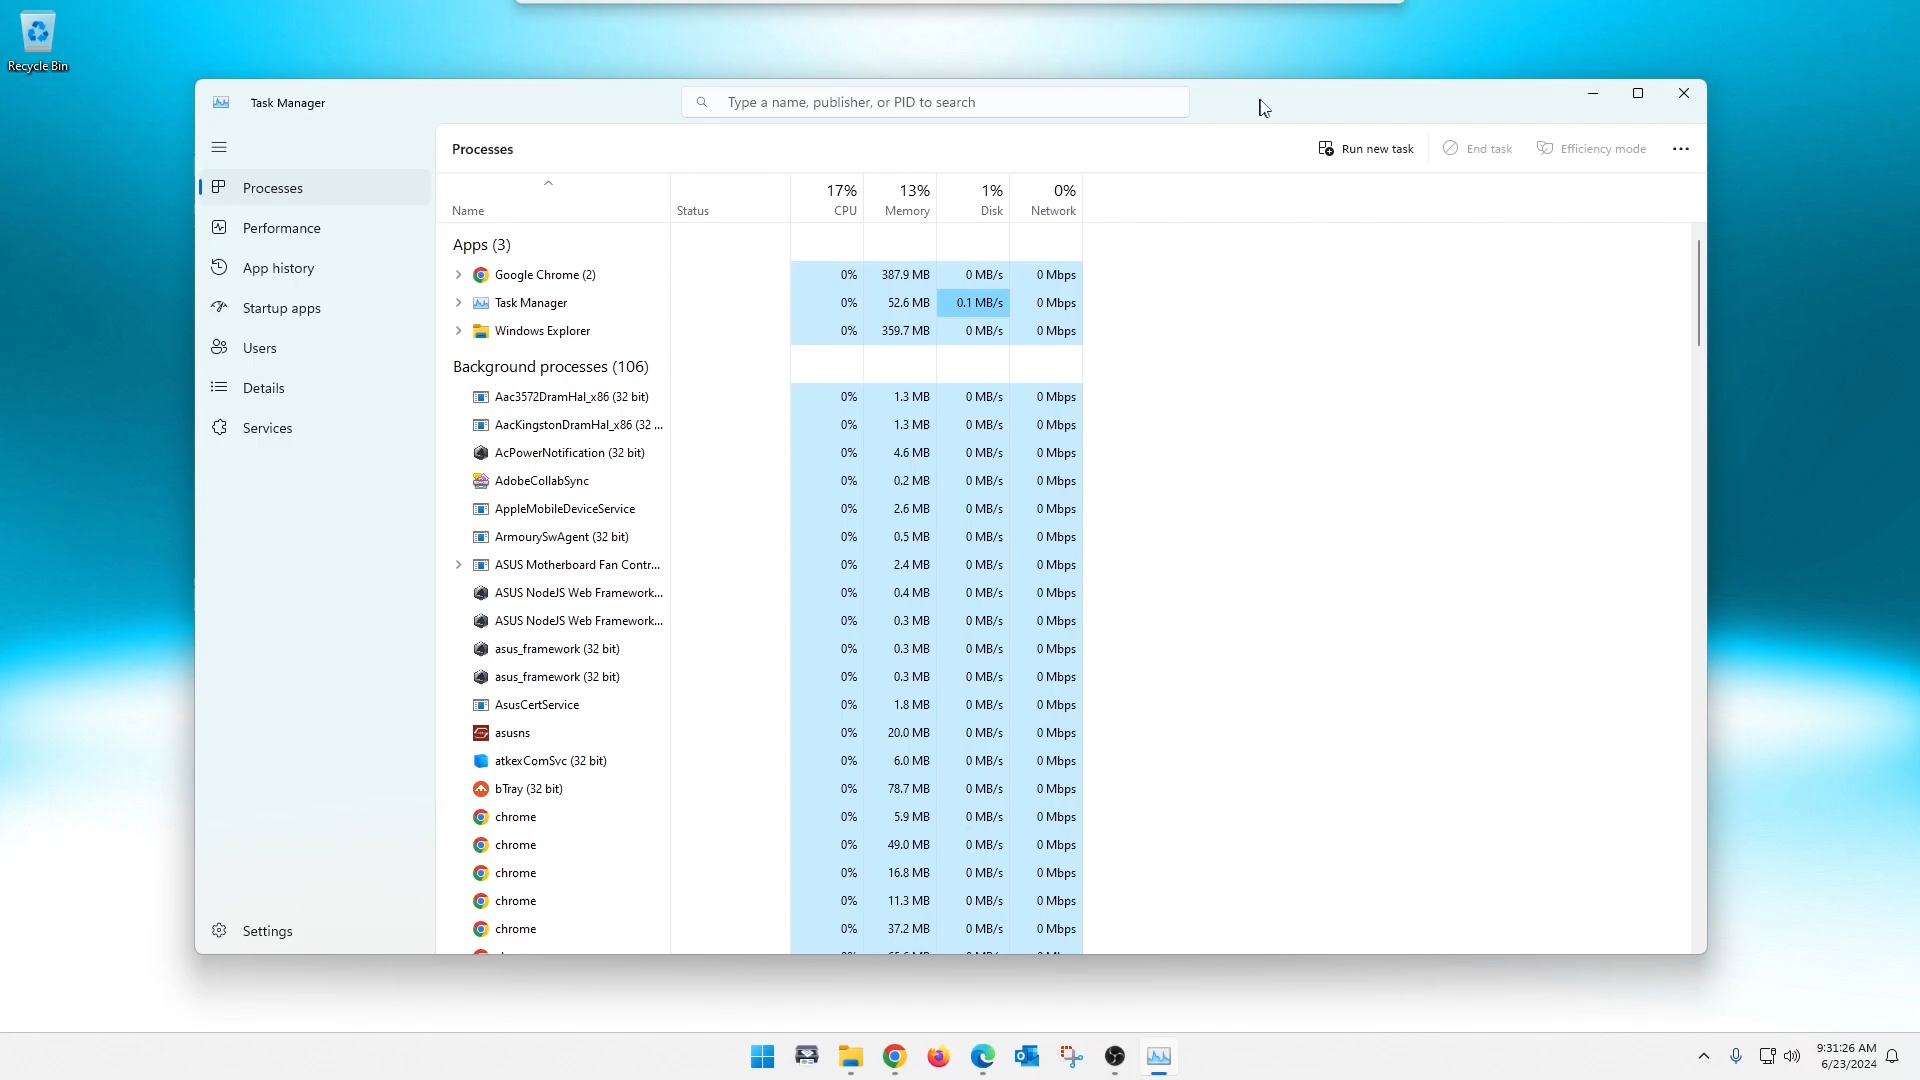 Recycle Bin
Task Manager
Type a name, publisher, or PID to search
Processes
Run new task
End task
Efficiency mode
Processes
Performance
App history
Startup apps
Users
Details
Services
Settings
17% 13% 1% 0%
Name Status CPU Memory Disk Network
Apps (3)
Google Chrome (2) 0% 387.9 MB 0 MB/s 0 Mbps
Task Manager 0% 52.6 MB 0.1 MB/s 0 Mbps
Windows Explorer 0% 359.7 MB 0 MB/s 0 Mbps
Background processes (106)
Aac3572DramHal_x86 (32 bit) 0% 1.3 MB 0 MB/s 0 Mbps
AacKingstonDramHal_x86 (32 ... 0% 1.3 MB 0 MB/s 0 Mbps
AcPowerNotification (32 bit) 0% 4.6 MB 0 MB/s 0 Mbps
AdobeCollabSync 0% 0.2 MB 0 MB/s 0 Mbps
AppleMobileDeviceService 0% 2.6 MB 0 MB/s 0 Mbps
ArmourySwAgent (32 bit) 0% 0.5 MB 0 MB/s 0 Mbps
ASUS Motherboard Fan Contr... 0% 2.4 MB 0 MB/s 0 Mbps
ASUS NodeJS Web Framework... 0% 0.4 MB 0 MB/s 0 Mbps
ASUS NodeJS Web Framework... 0% 0.3 MB 0 MB/s 0 Mbps
asus_framework (32 bit) 0% 0.3 MB 0 MB/s 0 Mbps
asus_framework (32 bit) 0% 0.3 MB 0 MB/s 0 Mbps
AsusCertService 0% 1.8 MB 0 MB/s 0 Mbps
asusns 0% 20.0 MB 0 MB/s 0 Mbps
atkexComSvc (32 bit) 0% 6.0 MB 0 MB/s 0 Mbps
bTray (32 bit) 0% 78.7 MB 0 MB/s 0 Mbps
chrome 0% 5.9 MB 0 MB/s 0 Mbps
chrome 0% 49.0 MB 0 MB/s 0 Mbps
chrome 0% 16.8 MB 0 MB/s 0 Mbps
chrome 0% 11.3 MB 0 MB/s 0 Mbps
chrome 0% 37.2 MB 0 MB/s 0 Mbps
9:31:26 AM
6/23/2024